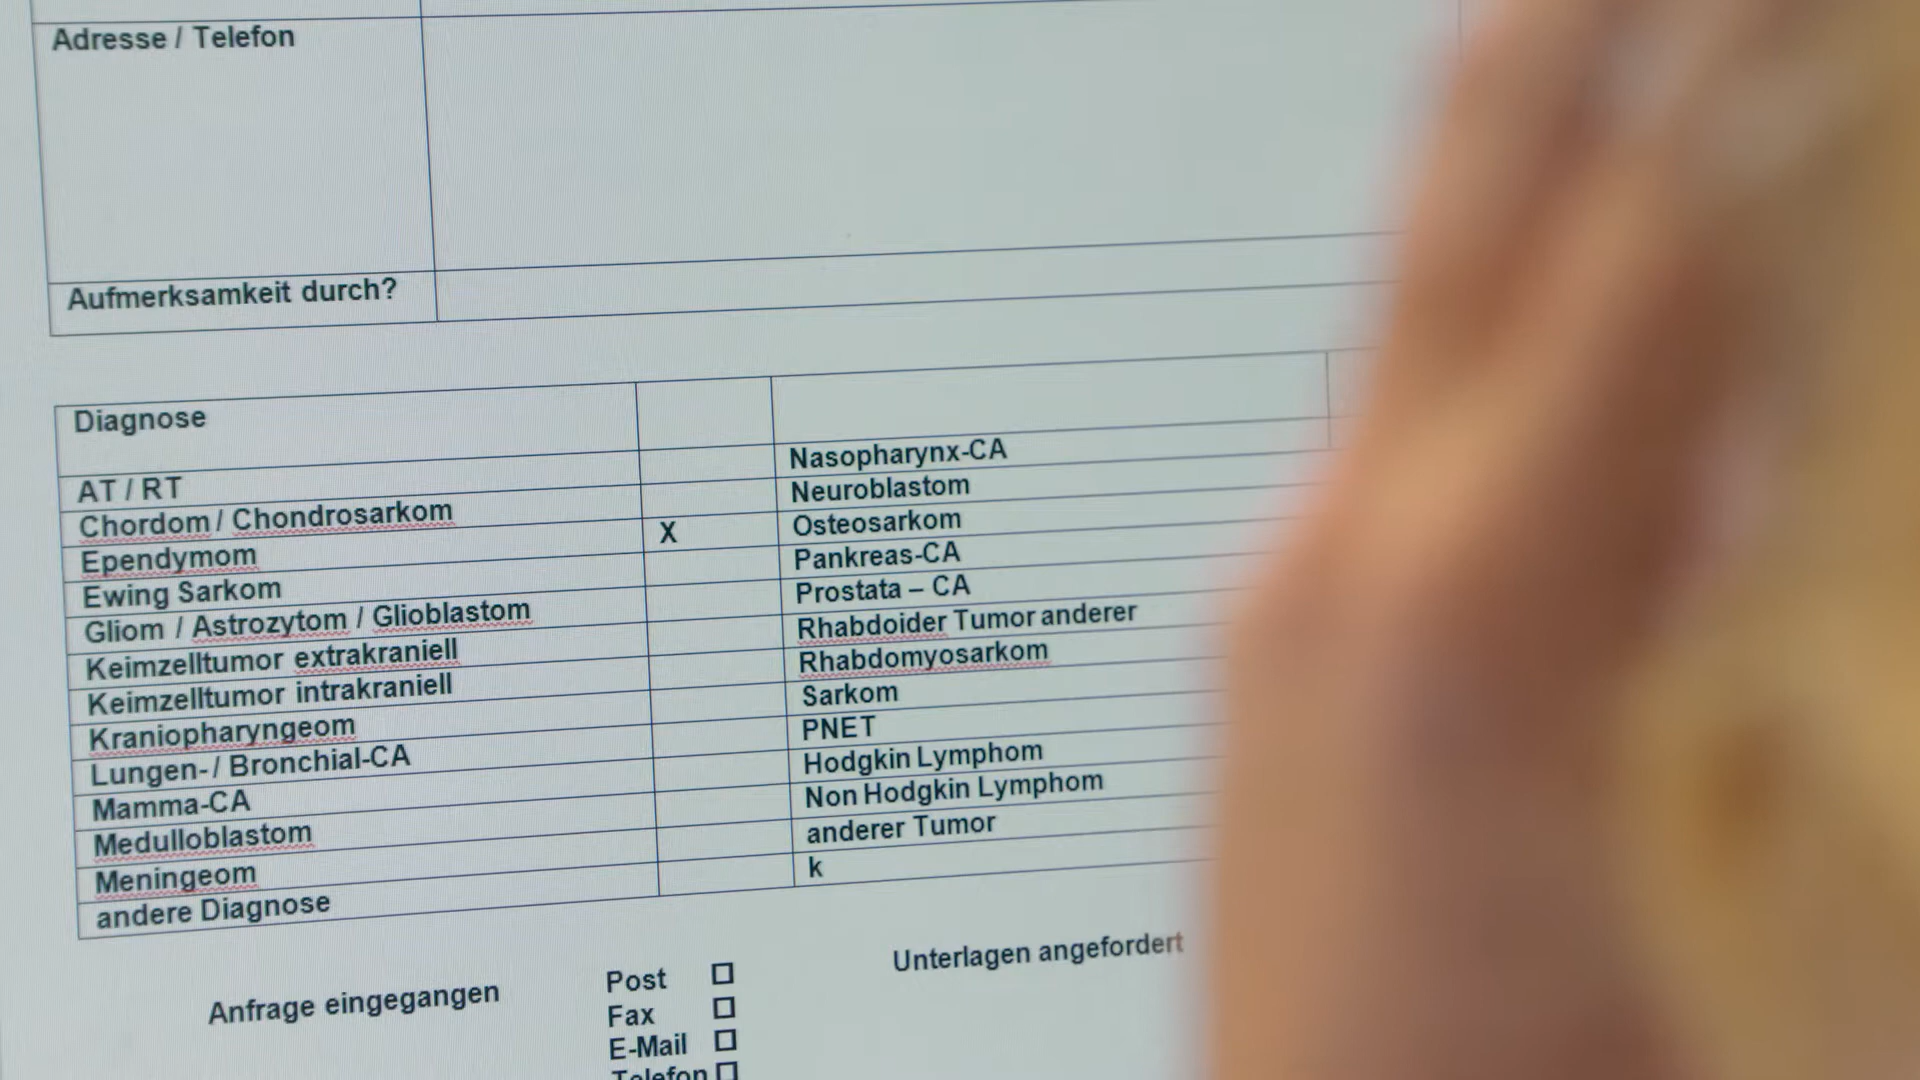 Adresse / Telefon
Aufmerksamkeit durch?
Diagnose
AT / RT
Nasopharynx-CA
Chordom / Chondrosarkom
Neuroblastom
Ependymom
X
Osteosarkom
Ewing Sarkom
Pankreas-CA
Gliom / Astrozytom / Glioblastom
Prostata – CA
Keimzelltumor extrakraniell
Rhabdoider Tumor anderer
Keimzelltumor intrakraniell
Rhabdomyosarkom
Kraniopharyngeom
Sarkom
Lungen- / Bronchial-CA
PNET
Mamma-CA
Hodgkin Lymphom
Medulloblastom
Non Hodgkin Lymphom
Meningeom
anderer Tumor
andere Diagnose
k
Anfrage eingegangen
Post
Unterlagen angefordert
Fax
E-Mail
Telefon